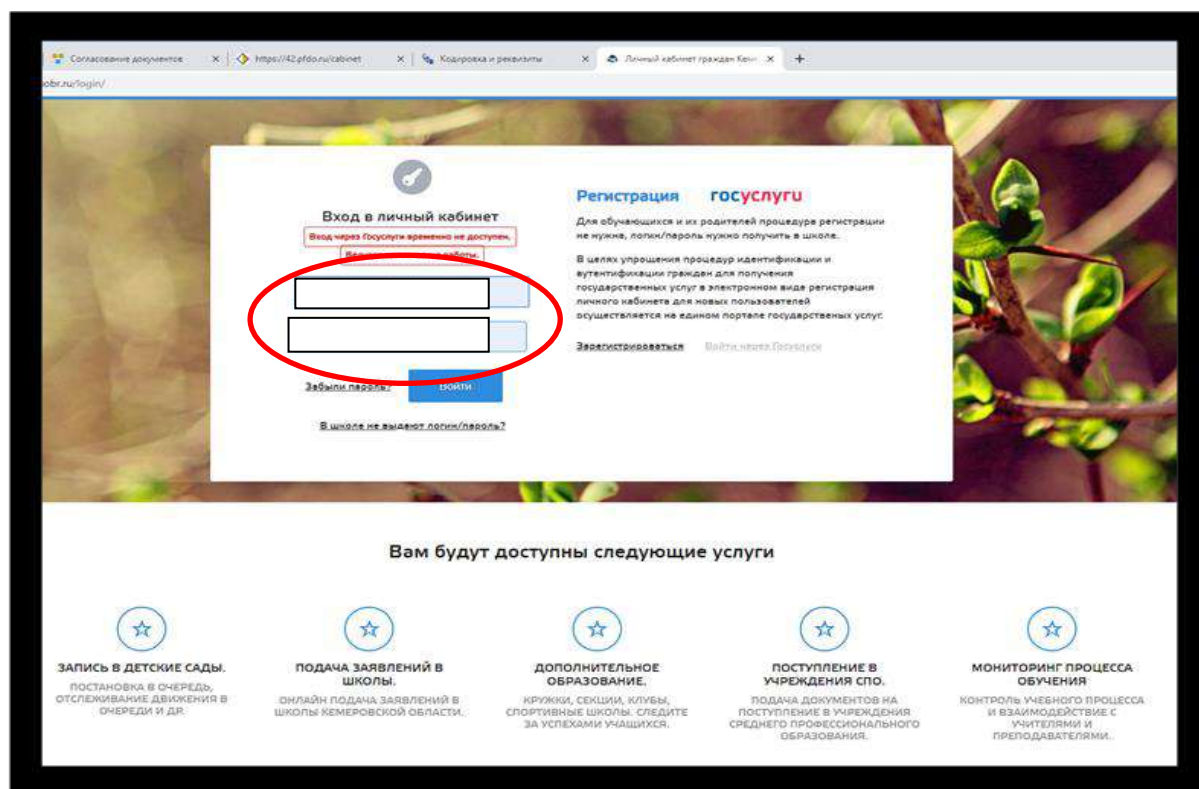 Согласование документов
https://42.pfdo.ru/cabinet
Кодировка и реквизиты
Личный кабинет граждан Кем
obr.ru/login/
Вход в личный кабинет
Вход через Госуслуги временно не доступен.
работы.
Забыли пароль?
Войти
В школе не выдают логин/пароль?
Регистрация
госуслуги
Для обучающихся и их родителей процедура регистрации
не нужна, логин/пароль нужно получить в школе.
В целях упрощения процедур идентификации и
аутентификации граждан для получения
государственных услуг в электронном виде регистрация
личного кабинета для новых пользователей
осуществляется на едином портале государственных услуг.
Зарегистрироваться
Войти через Госуслуги
Вам будут доступны следующие услуги
ЗАПИСЬ В ДЕТСКИЕ САДЫ.
ПОСТАНОВКА В ОЧЕРЕДЬ,
ОТСЛЕЖИВАНИЕ ДВИЖЕНИЯ В
ОЧЕРЕДИ И ДР.
ПОДАЧА ЗАЯВЛЕНИЙ В
ШКОЛЫ.
ОНЛАЙН ПОДАЧА ЗАЯВЛЕНИЙ В
ШКОЛЫ КЕМЕРОВСКОЙ ОБЛАСТИ.
ДОПОЛНИТЕЛЬНОЕ
ОБРАЗОВАНИЕ.
КРУЖКИ, СЕКЦИИ, КЛУБЫ,
СПОРТИВНЫЕ ШКОЛЫ. СЛЕДИТЕ
ЗА УСПЕХАМИ УЧАЩИХСЯ.
ПОСТУПЛЕНИЕ В
УЧРЕЖДЕНИЯ СПО.
ПОДАЧА ДОКУМЕНТОВ НА
ПОСТУПЛЕНИЕ В УЧРЕЖДЕНИЯ
СРЕДНЕГО ПРОФЕССИОНАЛЬНОГО
ОБРАЗОВАНИЯ.
МОНИТОРИНГ ПРОЦЕССА
ОБУЧЕНИЯ
КОНТРОЛЬ УЧЕБНОГО ПРОЦЕССА
И ВЗАИМОДЕЙСТВИЕ С
УЧИТЕЛЯМИ И
ПРЕПОДАВАТЕЛЯМИ.